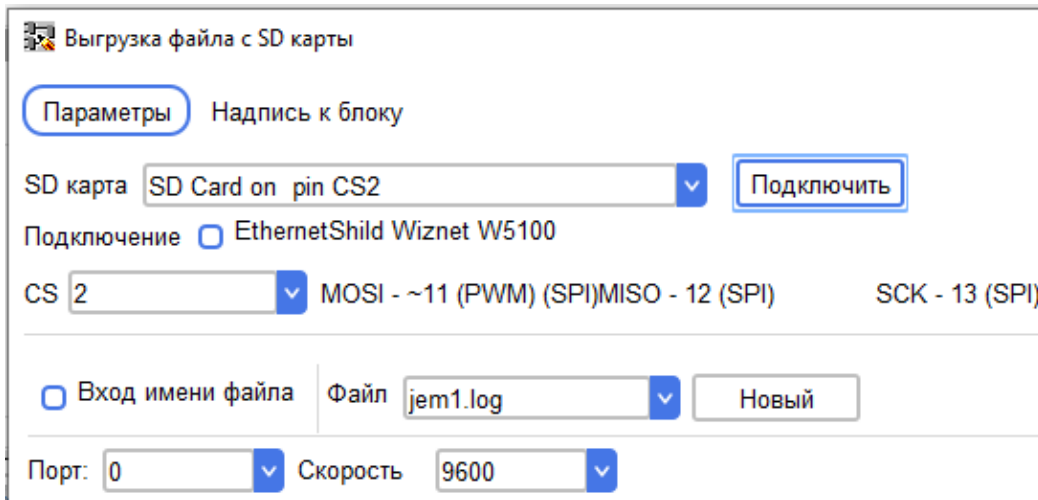 Выгрузка файла с SD карты
Параметры Надпись к блоку
SD карта SD Card on pin CS2 Подключить
Подключение EthernetShild Wiznet W5100
CS 2 MOSI - ~11 (PWM) (SPI)MISO - 12 (SPI) SCK - 13 (SPI)
Вход имени файла Файл jem1.log Новый
Порт: 0 Скорость 9600